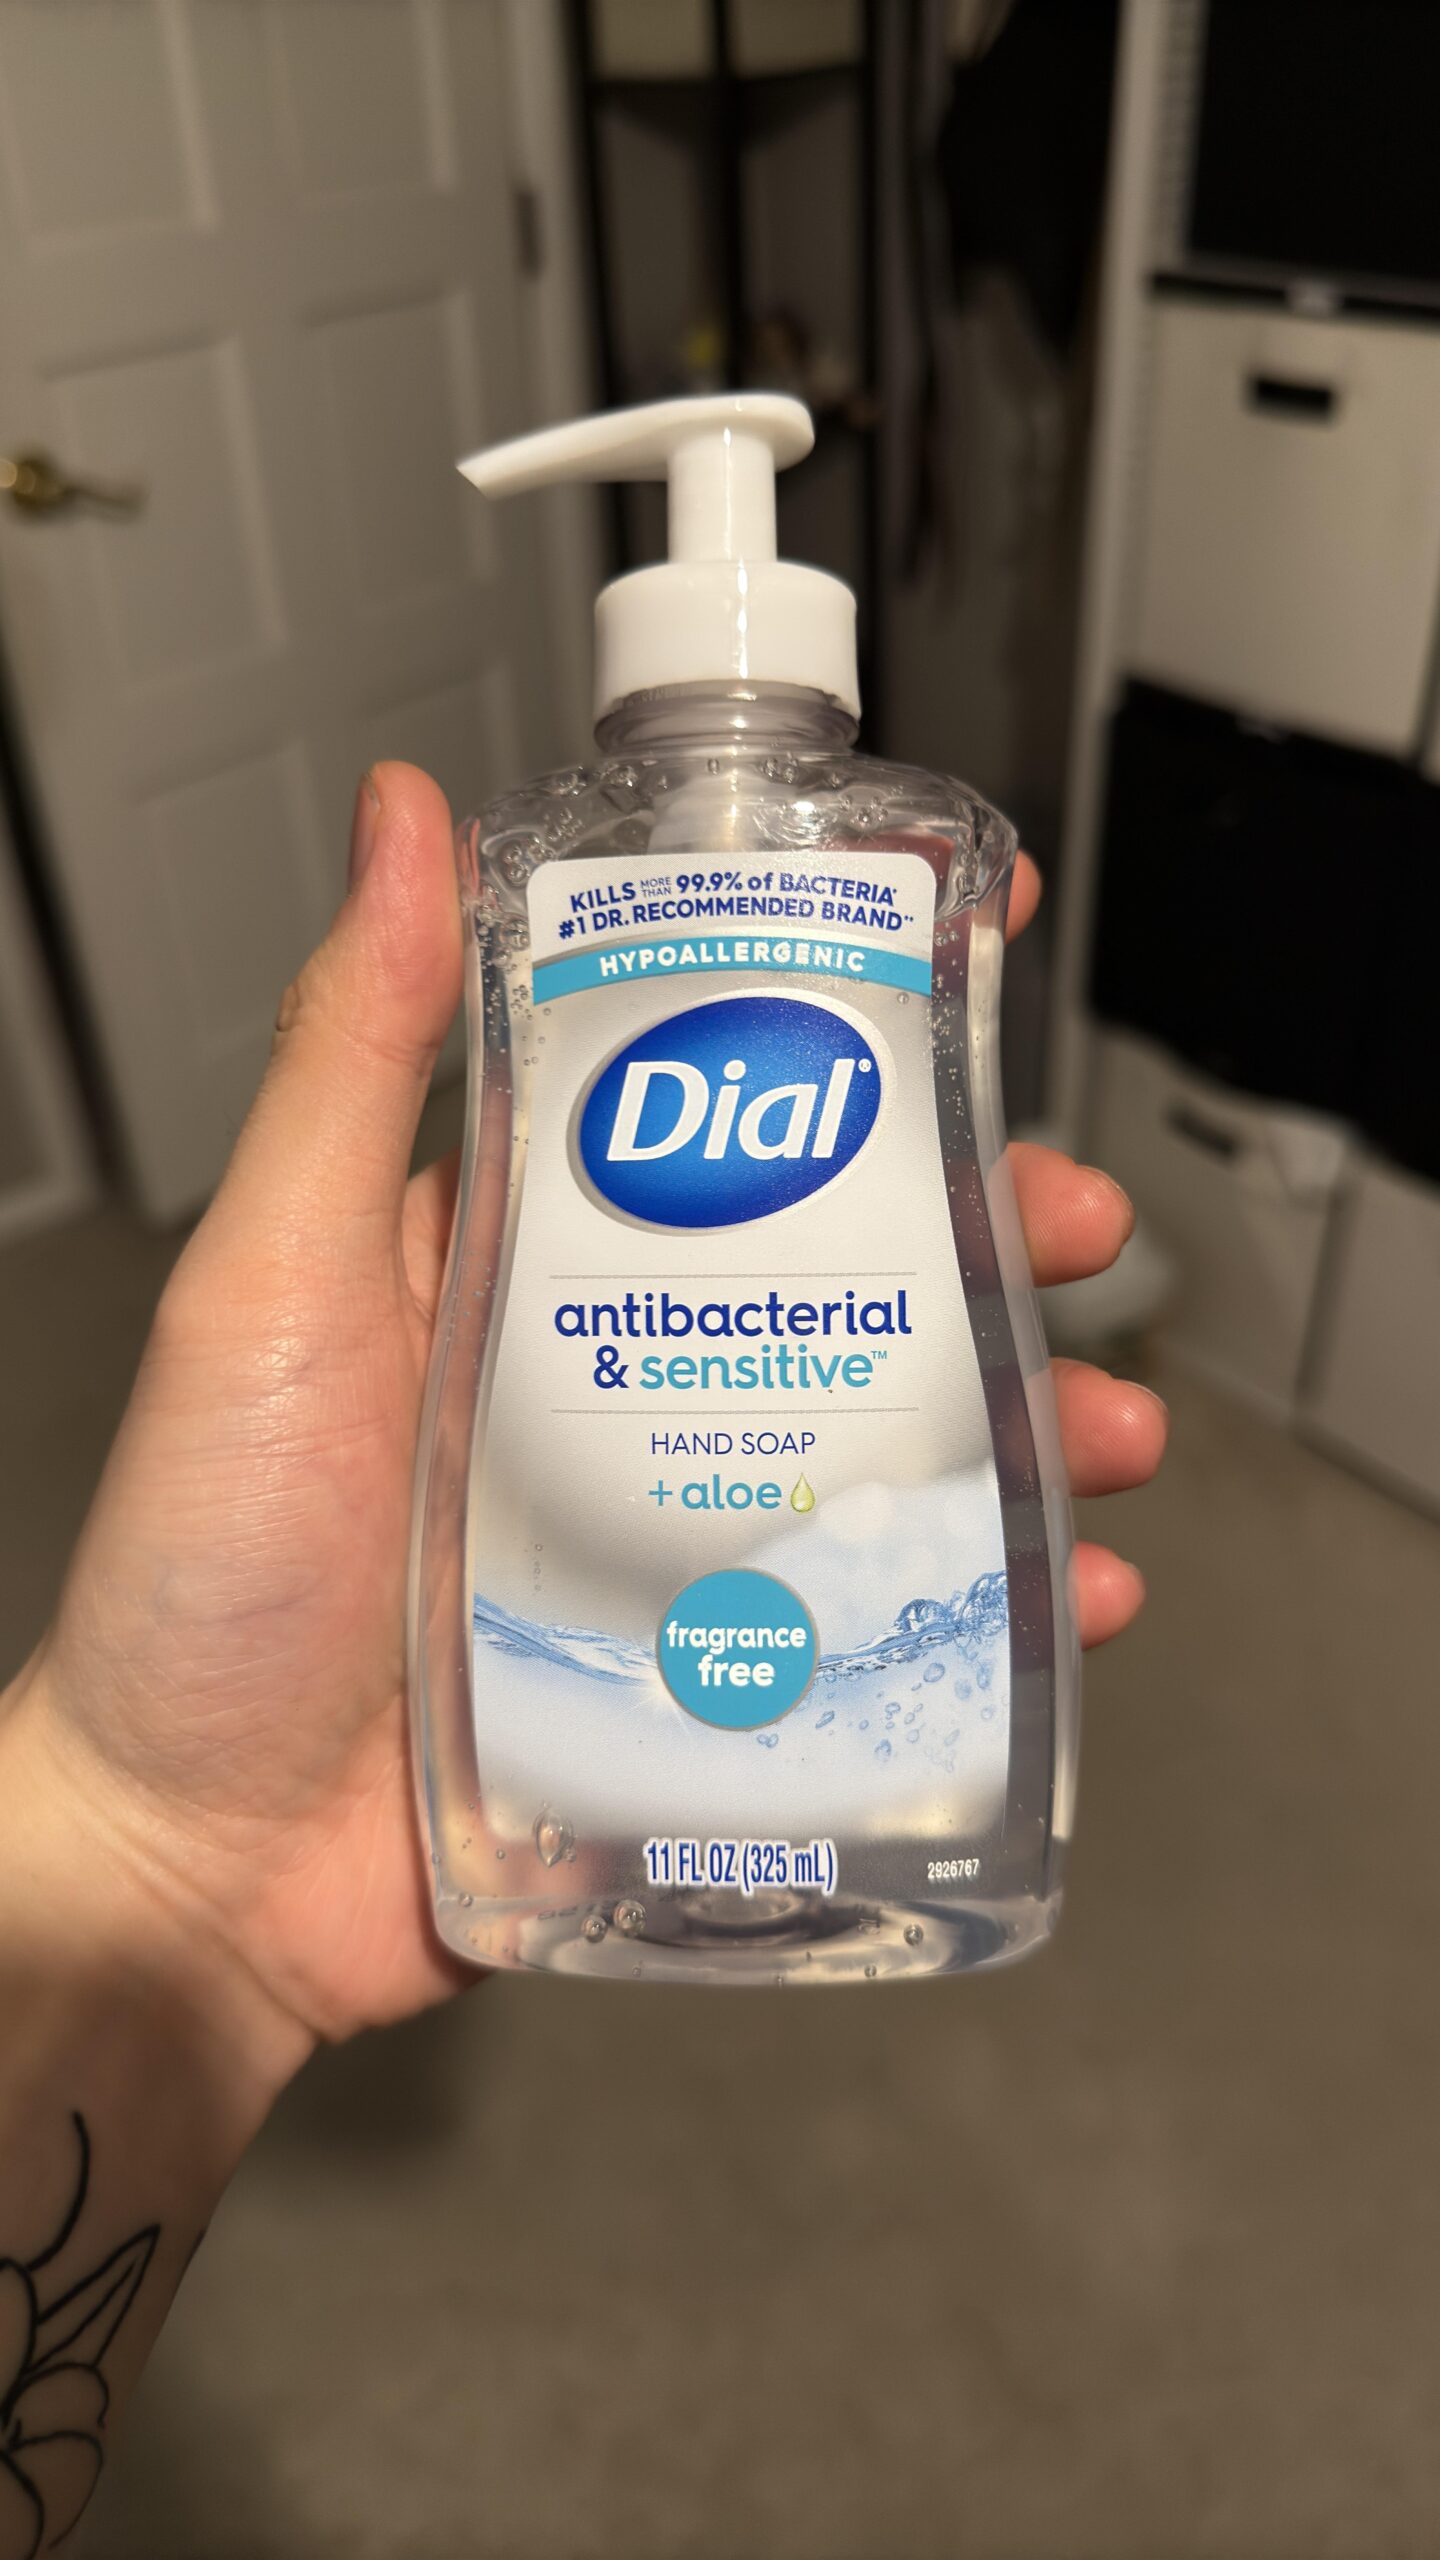 KILLS MORE THAN 99.9% of BACTERIA*
#1 DR. RECOMMENDED BRAND**
HYPOALLERGENIC
Dial®
antibacterial
& sensitive™
HAND SOAP
+ aloe
fragrance
free
11 FL OZ (325 mL)
2926767